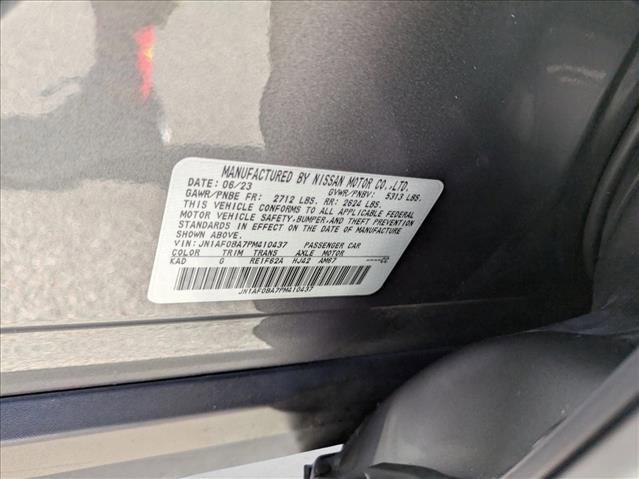 MANUFACTURED BY NISSAN MOTOR CO.,LTD.
DATE: 06/23 GVWR/PNBV: 5313 LBS.
GAWR/PNBE FR: 2712 LBS. RR: 2624 LBS.
THIS VEHICLE CONFORMS TO ALL APPLICABLE FEDERAL
MOTOR VEHICLE SAFETY,BUMPER,AND THEFT PREVENTION
STANDARDS IN EFFECT ON THE DATE OF MANUFACTURE
SHOWN ABOVE.
VIN: JN1AF0BA7PM410437 PASSENGER CAR
COLOR TRIM TRANS AXLE MOTOR
KAD G RE1F62A HJ42 AM67 -----22
JN1AF0BA7PM410437